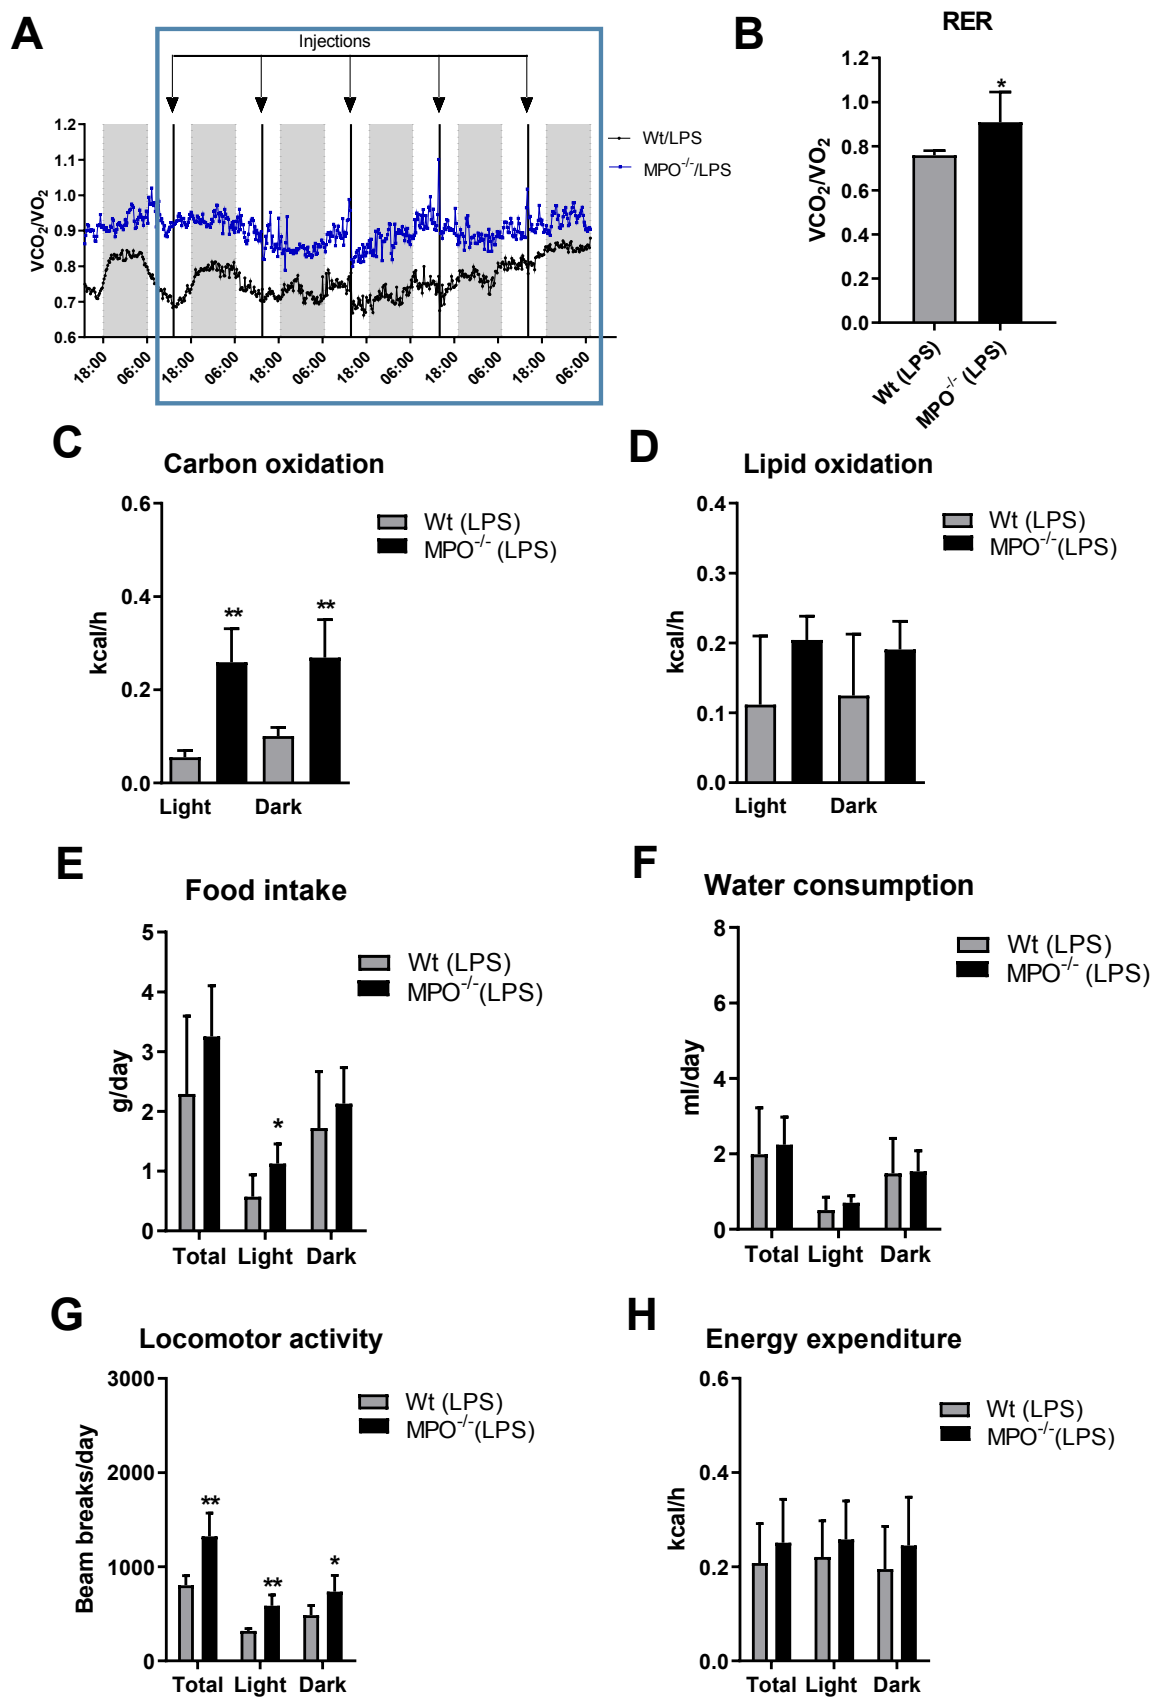 A
Injections
VCO2/VO2
1.2
1.1
1.0
0.9
0.8
0.7
0.6
18:00 06:00 18:00 06:00 18:00 06:00 18:00 06:00 18:00 06:00 18:00 06:00
Wt/LPS
MPO-/-/LPS
B
RER
VCO2/VO2
1.2
1.0
0.8
0.6
0.4
0.2
0.0
*
Wt (LPS)
MPO-/- (LPS)
C
Carbon oxidation
kcal/h
0.6
0.4
0.2
0.0
** **
Light Dark
Wt (LPS)
MPO-/- (LPS)
D
Lipid oxidation
kcal/h
0.4
0.3
0.2
0.1
0.0
Light Dark
Wt (LPS)
MPO-/-(LPS)
E
Food intake
g/day
5
4
3
2
1
0
*
Total Light Dark
Wt (LPS)
MPO-/-(LPS)
F
Water consumption
ml/day
8
6
4
2
0
Total Light Dark
Wt (LPS)
MPO-/- (LPS)
G
Locomotor activity
Beam breaks/day
3000
2000
1000
0
** ** *
Total Light Dark
Wt (LPS)
MPO-/-(LPS)
H
Energy expenditure
kcal/h
0.6
0.4
0.2
0.0
Total Light Dark
Wt (LPS)
MPO-/-(LPS)